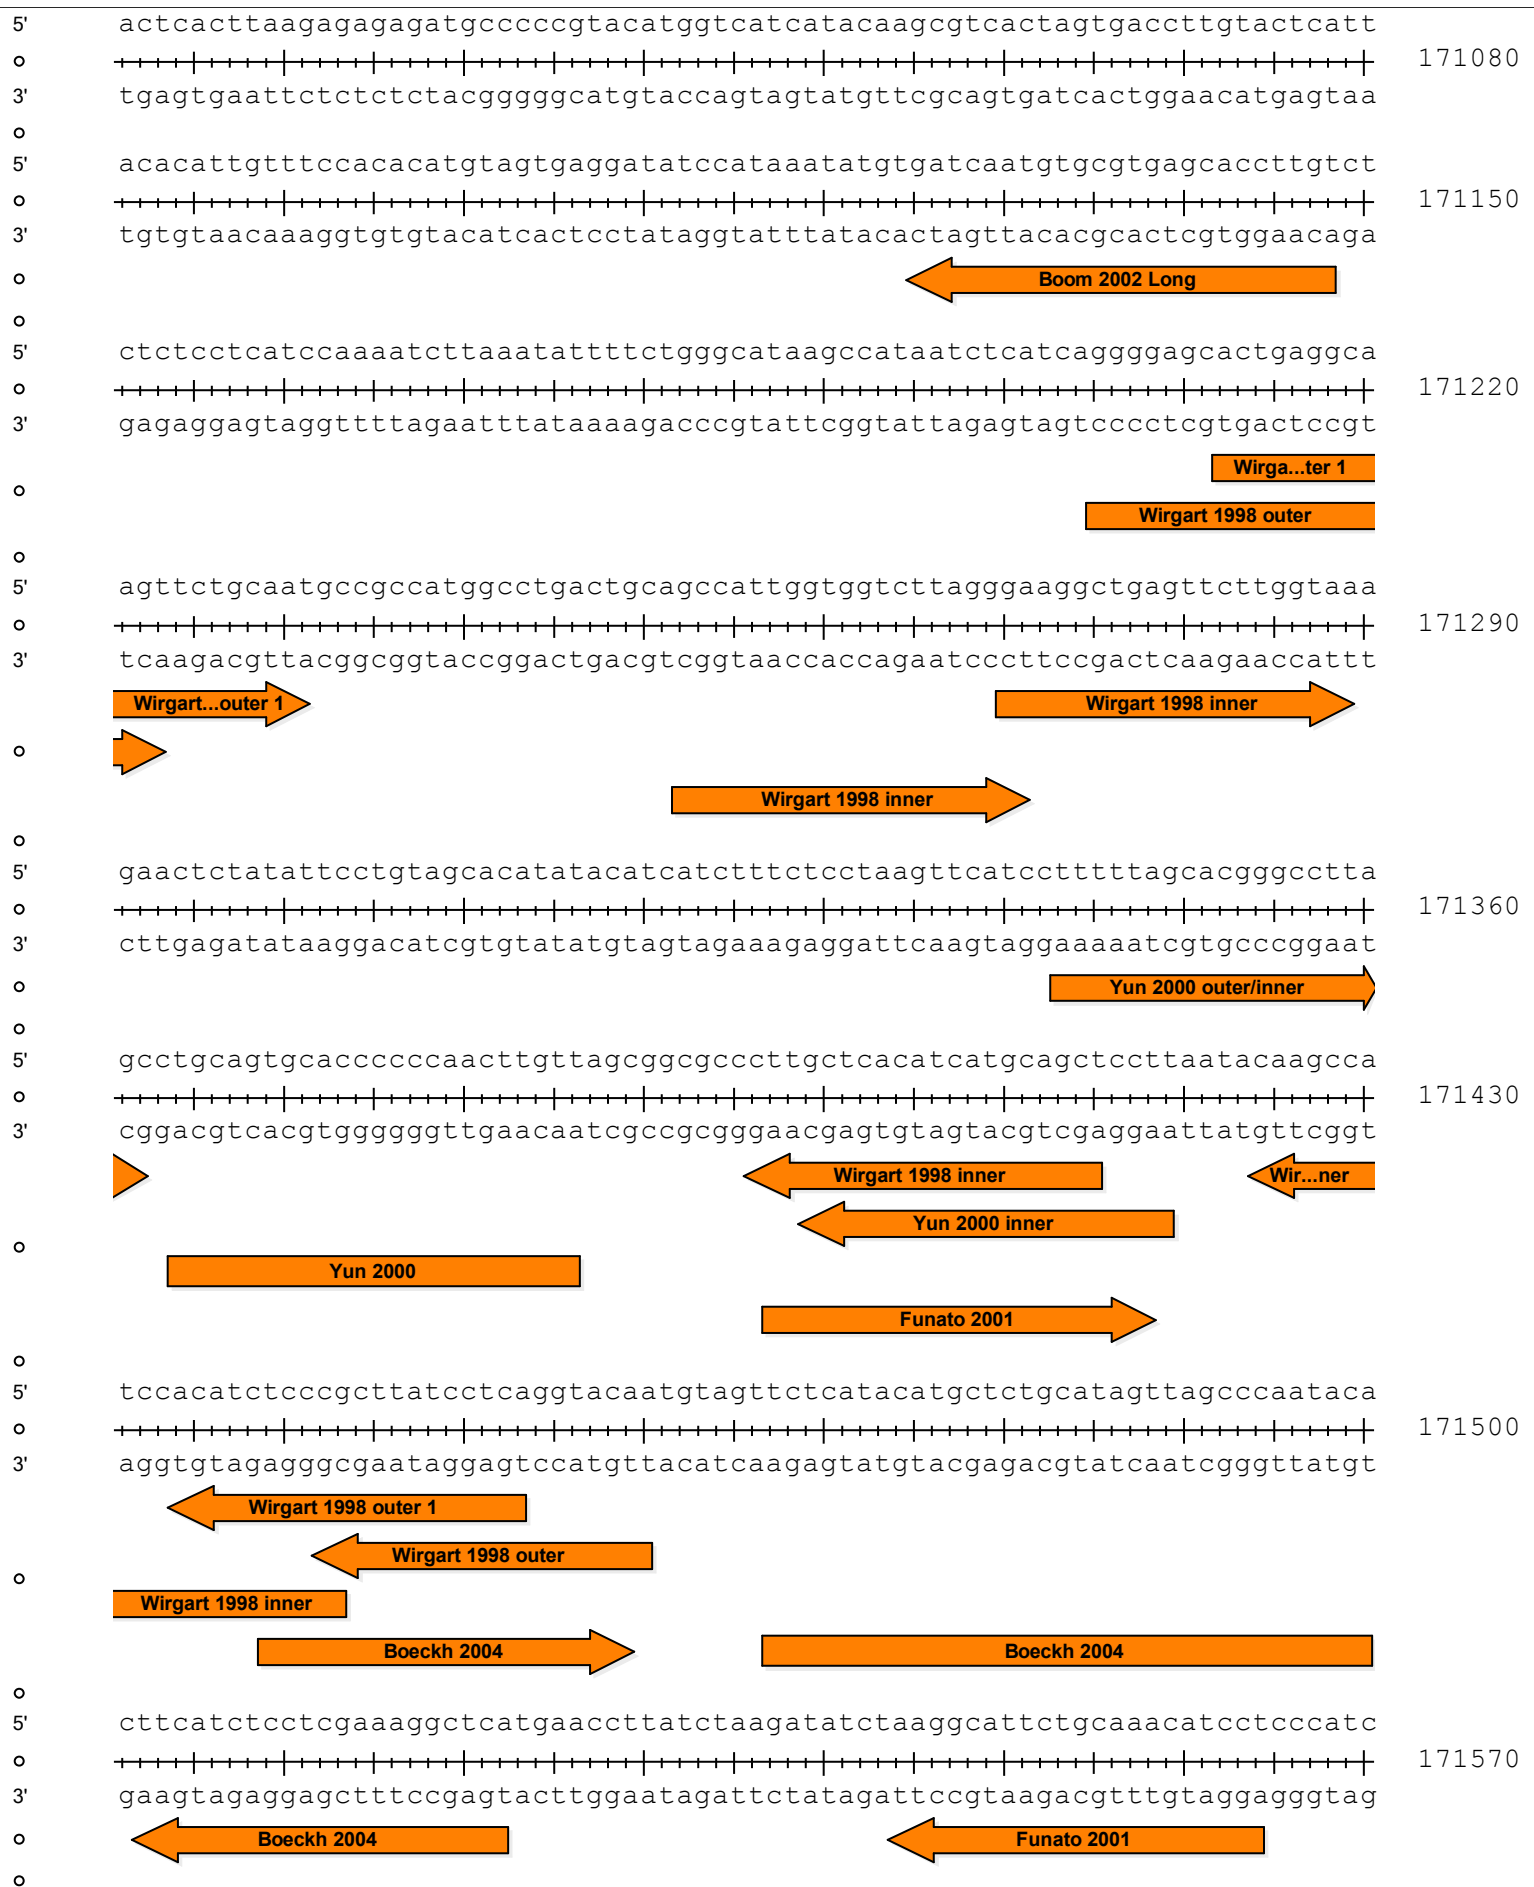 5' actcacttaagagagagatgcccccgtacatggtcatcatacaagcgtcactagtgaccttgtactcatt
171080
3' tgagtgaattctctctctacgggggcatgtaccagtagtatgttcgcagtgatcactggaacatgagtaa
5' acacattgtttccacacatgtagtgaggatatccataaatatgtgatcaatgtgcgtgagcaccttgtct
171150
3' tgtgtaacaaaggtgtgtacatcactcctataggtatttatacactagttacacgcactcgtggaacaga
Boom 2002 Long
5' ctctcctcatccaaaatcttaaatattttctgggcataagccataatctcatcaggggagcactgaggca
171220
3' gagaggagtaggttttagaatttataaaagacccgtattcggtattagagtagtcccctcgtgactccgt
Wirga...ter 1
Wirgart 1998 outer
5' agttctgcaatgccgccatggcctgactgcagccattggtggtcttagggaaggctgagttcttggtaaa
171290
3' tcaagacgttacggcggtaccggactgacgtcggtaaccaccagaatcccttccgactcaagaaccattt
Wirgart...outer 1 Wirgart 1998 inner
Wirgart 1998 inner
5' gaactctatattcctgtagcacatatacatcatctttctcctaagttcatcctttttagcacgggcctta
171360
3' cttgagatataaggacatcgtgtatatgtagtagaaagaggattcaagtaggaaaaatcgtgcccggaat
Yun 2000 outer/inner
5' gcctgcagtgcacccccccaacttgttagcggcgcccttgctcacatcatgcagctccttaatacaagcca
171430
3' cggacgtcacgtggggggttgaacaatcgccgcgggaacgagtgtagtacgtcgaggaattatgttcggt
Wirgart 1998 inner Wir...ner
Yun 2000 inner
Yun 2000
Funato 2001
5' tccacatctcccgcttatcctcaggtacaatgtagttctcatacatgctctgcatagttagcccaataca
171500
3' aggtgtagagggcgaataggagtccatgttacatcaagagtatgtacgagacgtatcaatcgggttatgt
Wirgart 1998 outer 1
Wirgart 1998 outer
Wirgart 1998 inner
Boeckh 2004 Boeckh 2004
5' cttcatctcctcgaaaggctcatgaaccttatctaagatatctaaggcattctgcaaacatcctcccatc
171570
3' gaagtagaggagctttccgagtacttggaatagattctatagattccgtaagacgtttgtaggagggtag
Boeckh 2004 Funato 2001